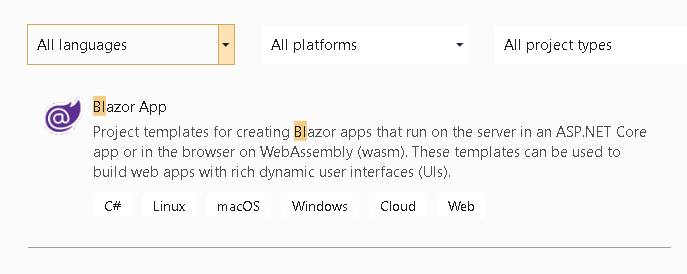 All languages All platforms All project types
Blazor App
Project templates for creating Blazor apps that run on the server in an ASP.NET Core
app or in the browser on WebAssembly (wasm). These templates can be used to
build web apps with rich dynamic user interfaces (UIs).
C# Linux macOS Windows Cloud Web